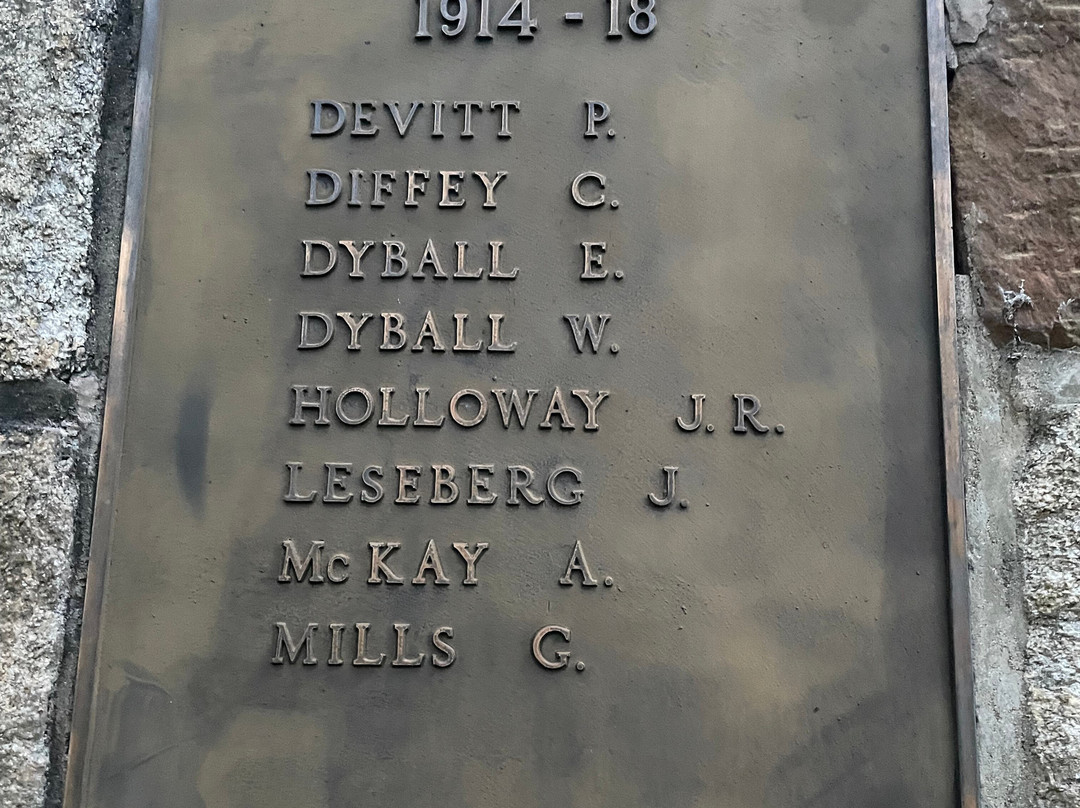 1914 - 18
DEVITT P.
DIFFEY C.
DYBALL E.
DYBALL W.
HOLLOWAY J. R.
LESEBERG J.
McKAY A.
MILLS G.